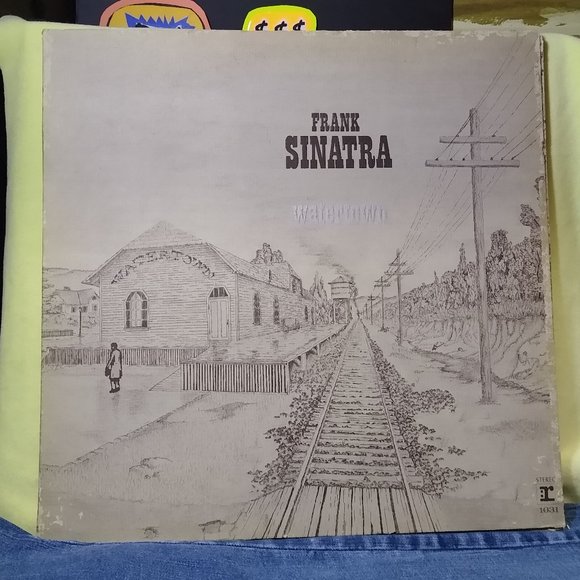 $ $ $
FRANK
SINATRA
watertown
WATERTOWN
STEREO
r
1031